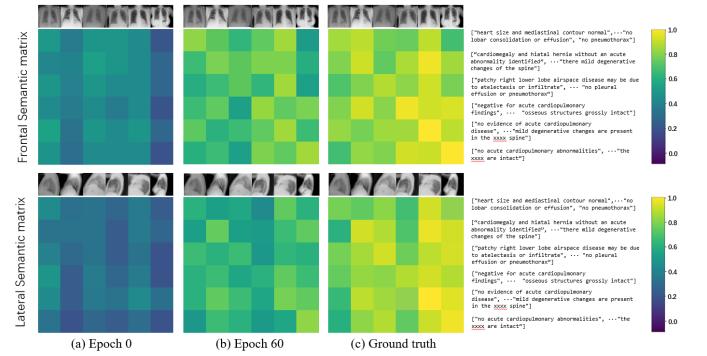 Frontal Semantic matrix
["heart size and mediastinal contour normal",···"no
lobar consolidation or effusion", "no pneumothorax"]
["cardiomegaly and hiatal hernia without an acute
abnormality identified", ···"there mild degenerative
changes of the spine"]
["patchy right lower lobe airspace disease may be due
to atelectasis or infiltrate", ··· "no pleural
effusion or pneumothorax"]
["negative for acute cardiopulmonary
findings", ··· "osseous structures grossly intact"]
["no evidence of acute cardiopulmonary
disease", ···"mild degenerative changes are present
in the xxxx spine"]
["no acute cardiopulmonary abnormalities", ···"the
xxxx are intact"]
1.0
0.8
0.6
0.4
0.2
0.0
Lateral Semantic matrix
["heart size and mediastinal contour normal",···"no
lobar consolidation or effusion", "no pneumothorax"]
["cardiomegaly and hiatal hernia without an acute
abnormality identified", ···"there mild degenerative
changes of the spine"]
["patchy right lower lobe airspace disease may be due
to atelectasis or infiltrate", ··· "no pleural
effusion or pneumothorax"]
["negative for acute cardiopulmonary
findings", ··· "osseous structures grossly intact"]
["no evidence of acute cardiopulmonary
disease", ···"mild degenerative changes are present
in the xxxx spine"]
["no acute cardiopulmonary abnormalities", ···"the
xxxx are intact"]
1.0
0.8
0.6
0.4
0.2
0.0
(a) Epoch 0
(b) Epoch 60
(c) Ground truth